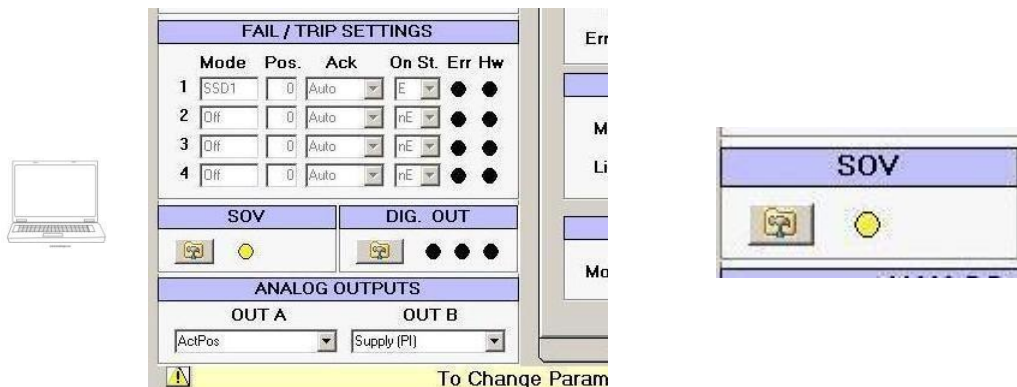 FAIL / TRIP SETTINGS
Mode Pos. Ack On St. Err Hw
1 SSD1 0 Auto E
2 Off 0 Auto nE
3 Off 0 Auto nE
4 Off 0 Auto nE
SOV DIG. OUT
ANALOG OUTPUTS
OUT A OUT B
ActPos Supply (PI)
To Change Param
Err
M
Li
Mo
SOV